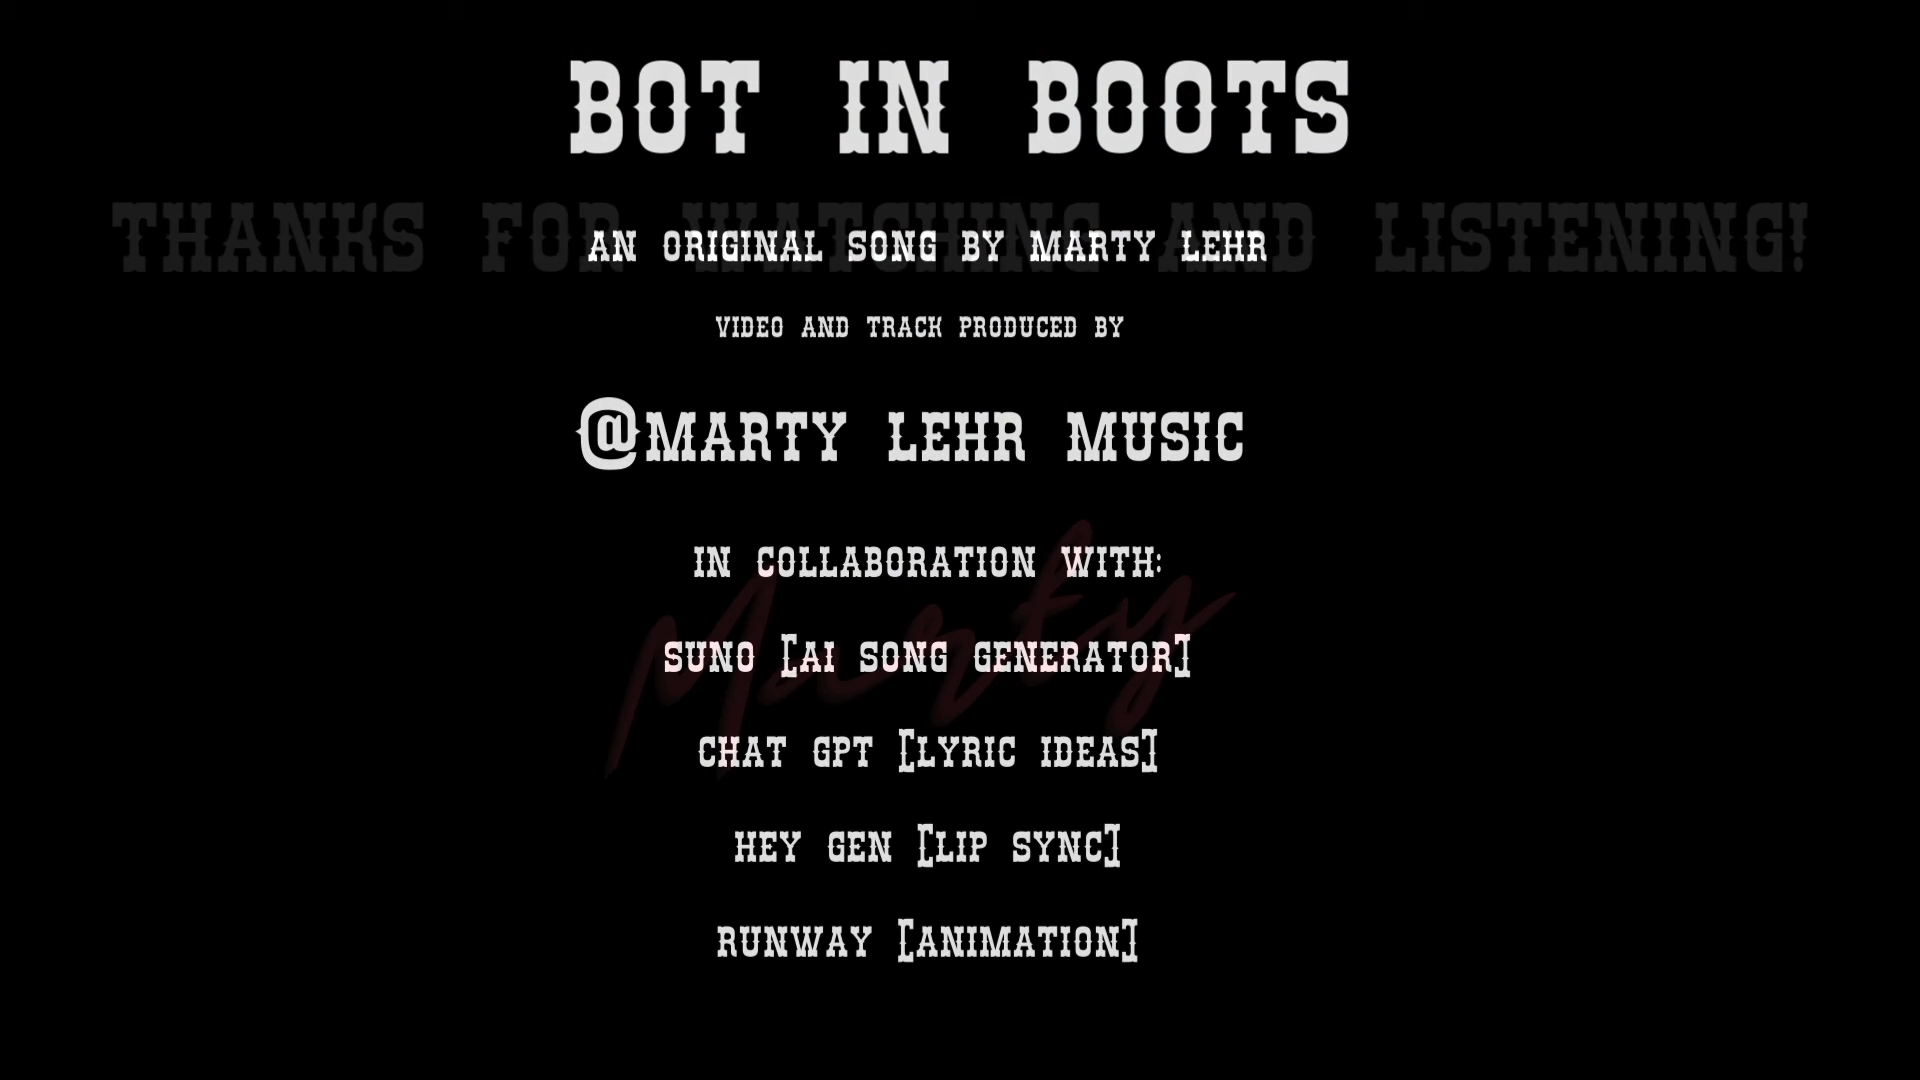 BOT IN BOOTS
THANKS FOR WATCHING AND LISTENING!
AN ORIGINAL SONG BY MARTY LEHR
VIDEO AND TRACK PRODUCED BY
@MARTY LEHR MUSIC
IN COLLABORATION WITH:
Marty
SUNO [AI SONG GENERATOR]
CHAT GPT [LYRIC IDEAS]
HEY GEN [LIP SYNC]
RUNWAY [ANIMATION]